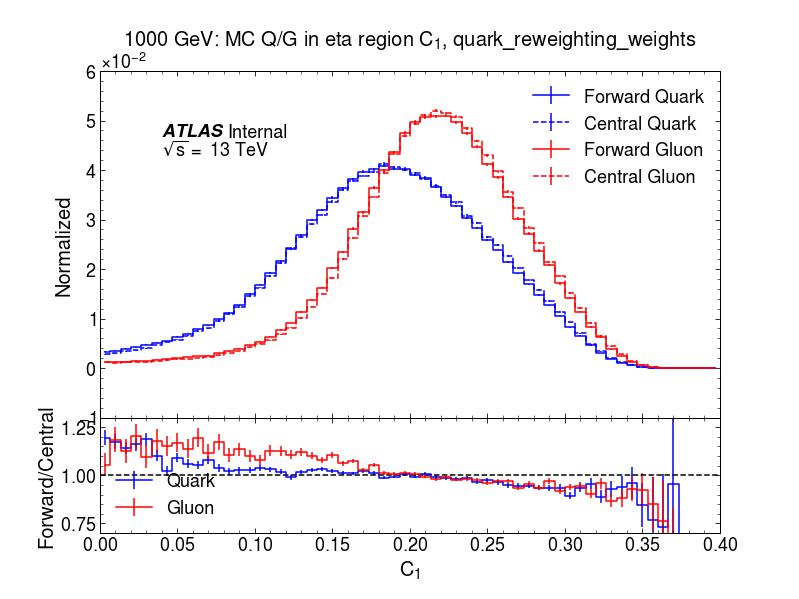 1000 GeV: MC Q/G in eta region C₁, quark_reweighting_weights
×10⁻²
6
5
4
3
2
1
0
−1
Normalized
ATLAS Internal
√s = 13 TeV
Forward Quark
Central Quark
Forward Gluon
Central Gluon
1.25
1.00
0.75
Forward/Central
Quark
Gluon
0.00 0.05 0.10 0.15 0.20 0.25 0.30 0.35 0.40
C₁